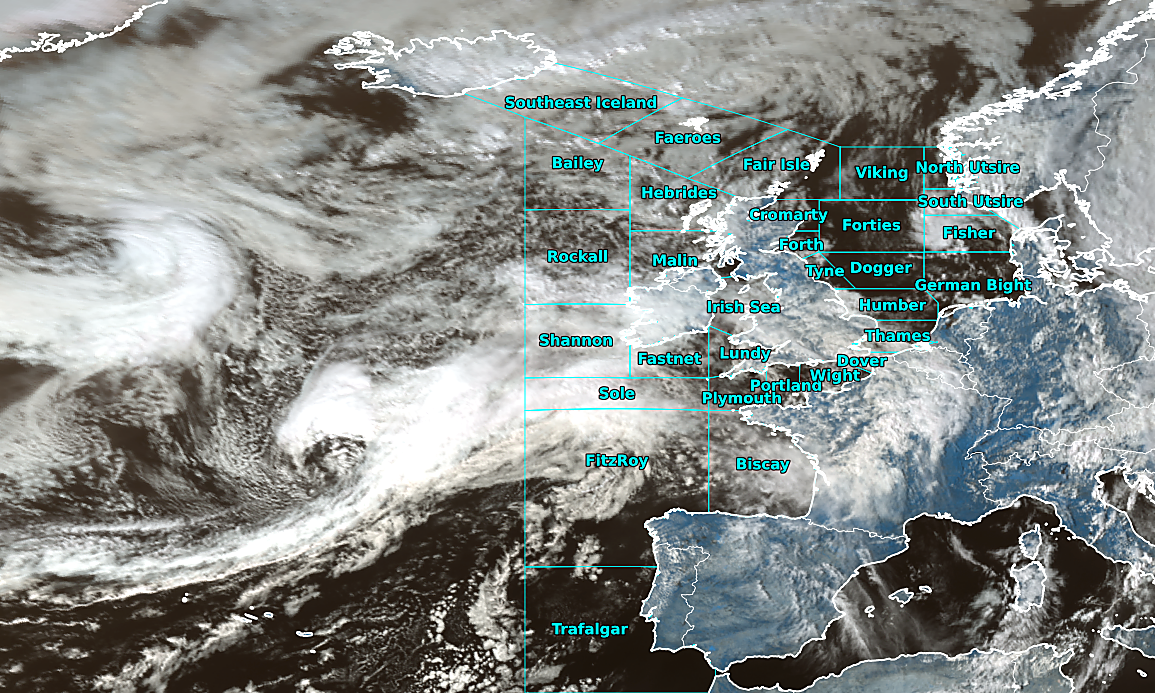 Southeast Iceland
Faeroes
Bailey
Fair Isle
Viking
North Utsire
Hebrides
South Utsire
Cromarty
Forties
Fisher
Forth
Rockall
Malin
Tyne
Dogger
German Bight
Irish Sea
Humber
Thames
Shannon
Fastnet
Lundy
Dover
Wight
Portland
Sole
Plymouth
FitzRoy
Biscay
Trafalgar